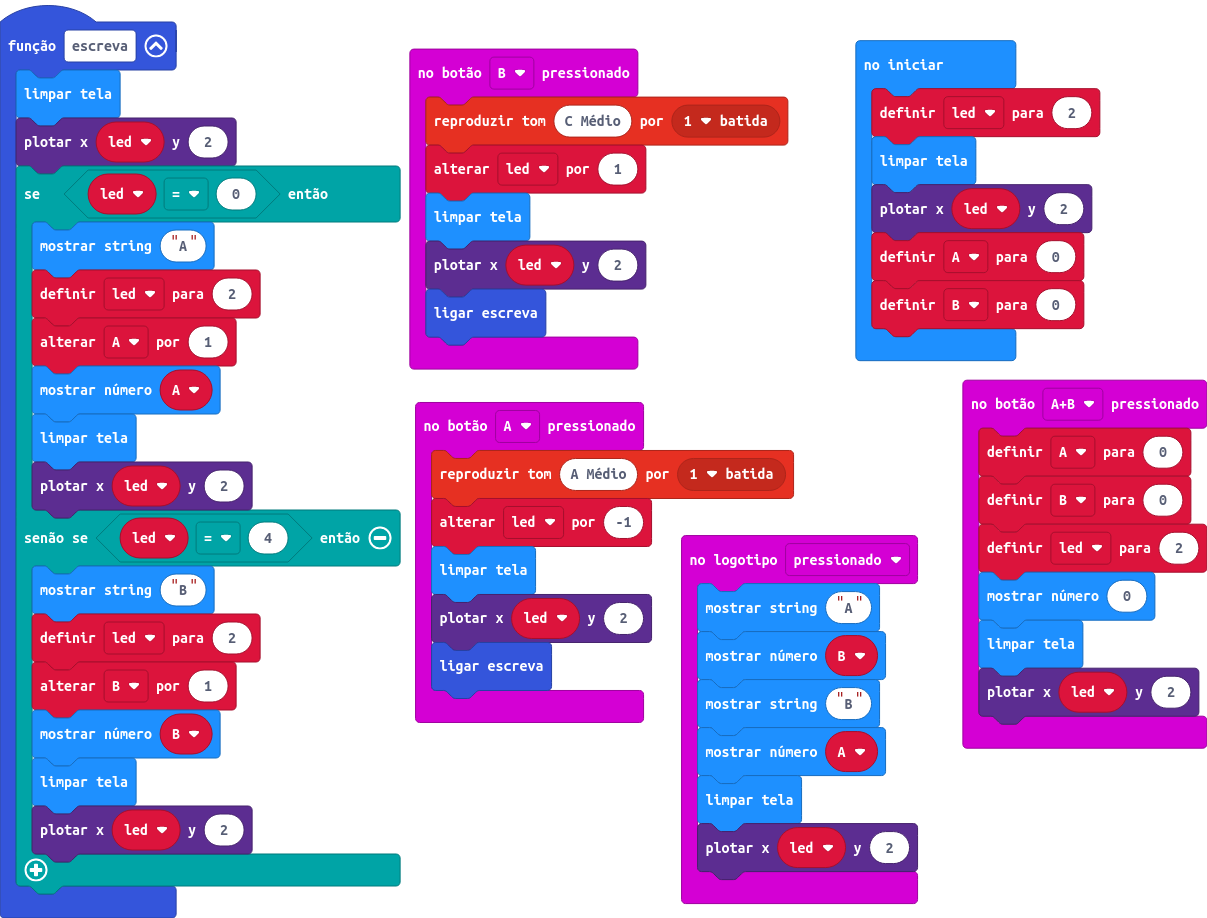 função escreva
limpar tela
plotar x led y 2
se led = 0 então
mostrar string "A"
definir led para 2
alterar A por 1
mostrar número A
limpar tela
plotar x led y 2
senão se led = 4 então
mostrar string "B"
definir led para 2
alterar B por 1
mostrar número B
limpar tela
plotar x led y 2
no botão B pressionado
reproduzir tom C Médio por 1 batida
alterar led por 1
limpar tela
plotar x led y 2
ligar escreva
no botão A pressionado
reproduzir tom A Médio por 1 batida
alterar led por -1
limpar tela
plotar x led y 2
ligar escreva
no logotipo pressionado
mostrar string "A"
mostrar número B
mostrar string "B"
mostrar número A
limpar tela
plotar x led y 2
no iniciar
definir led para 2
limpar tela
plotar x led y 2
definir A para 0
definir B para 0
no botão A+B pressionado
definir A para 0
definir B para 0
definir led para 2
mostrar número 0
limpar tela
plotar x led y 2